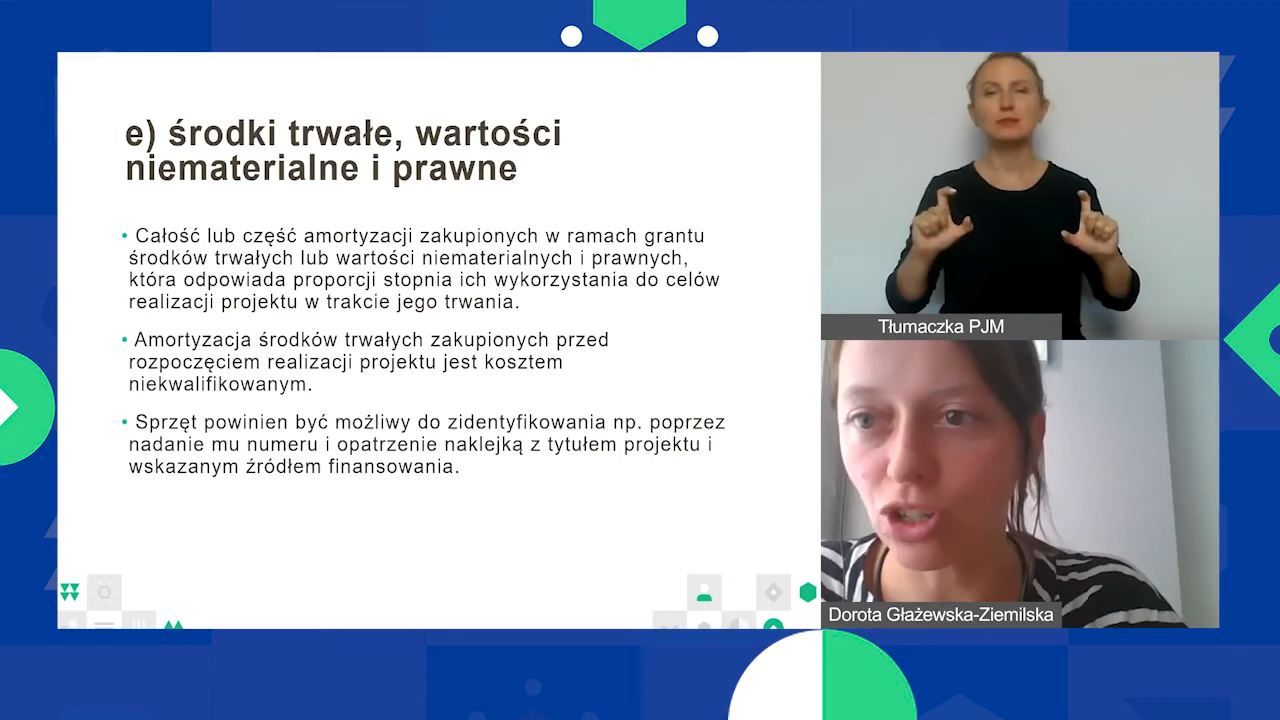 e) środki trwałe, wartości
niematerialne i prawne
• Całość lub część amortyzacji zakupionych w ramach grantu
środków trwałych lub wartości niematerialnych i prawnych,
która odpowiada proporcji stopnia ich wykorzystania do celów
realizacji projektu w trakcie jego trwania.
• Amortyzacja środków trwałych zakupionych przed
rozpoczęciem realizacji projektu jest kosztem
niekwalifikowanym.
• Sprzęt powinien być możliwy do zidentyfikowania np. poprzez
nadanie mu numeru i opatrzenie naklejką z tytułem projektu i
wskazanym źródłem finansowania.
Tłumaczka PJM
Dorota Głażewska-Ziemilska